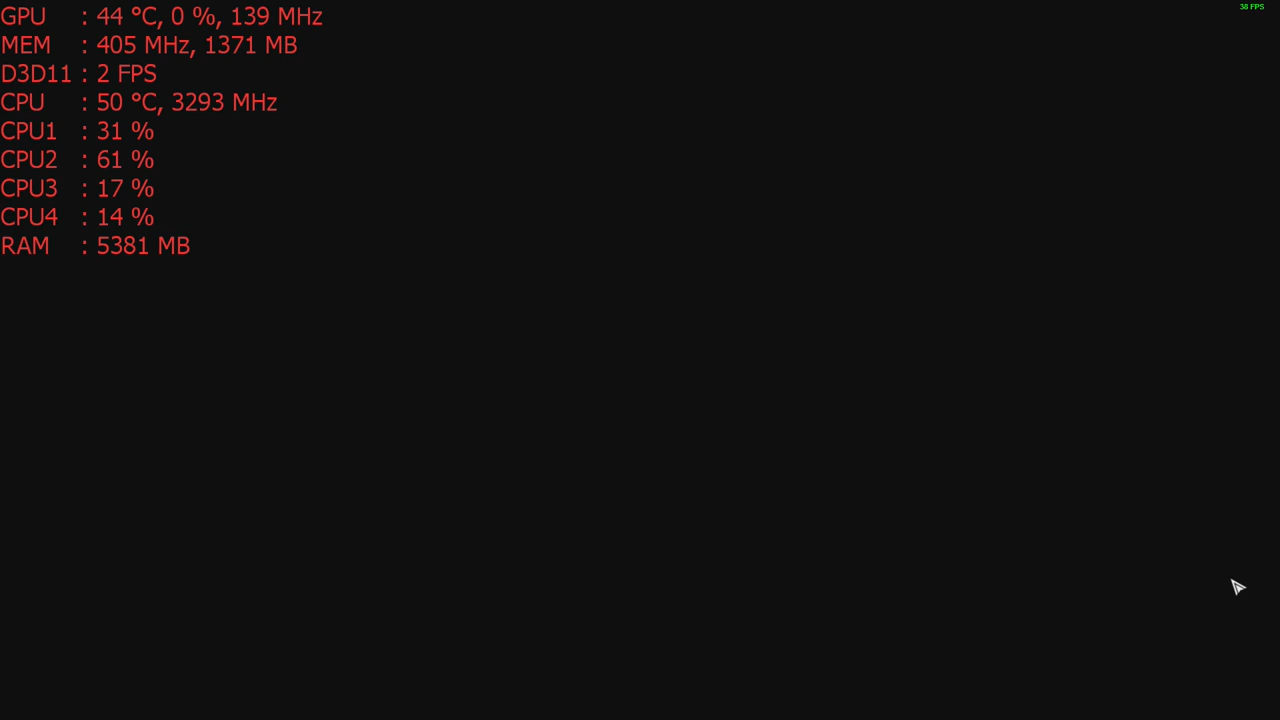 GPU : 44 °C, 0 %, 139 MHz
38 FPS
MEM : 405 MHz, 1371 MB
D3D11 : 2 FPS
CPU : 50 °C, 3293 MHz
CPU1 : 31 %
CPU2 : 61 %
CPU3 : 17 %
CPU4 : 14 %
RAM : 5381 MB